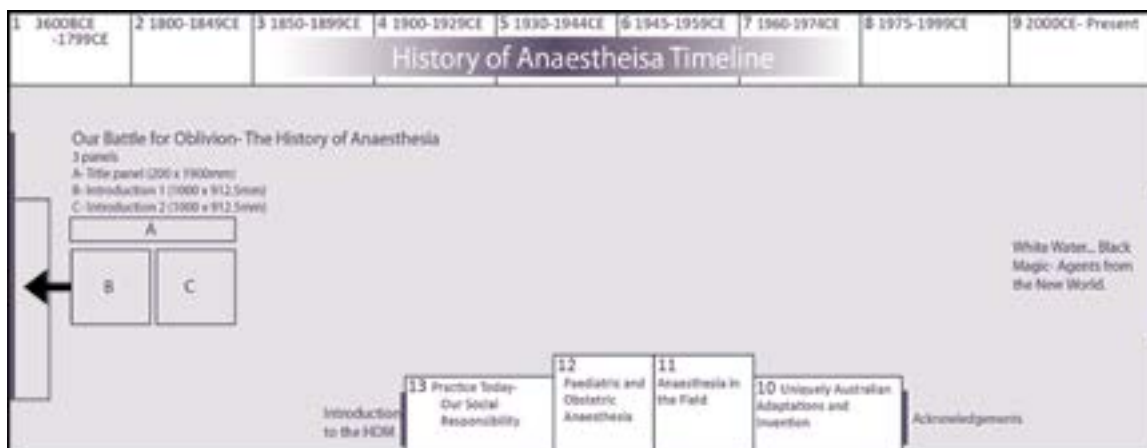 1 3600BCE
-1799CE
2 1800-1849CE
3 1850-1899CE
4 1900-1929CE
5 1930-1944CE
6 1945-1959CE
7 1960-1974CE
8 1975-1999CE
9 2000CE- Present
History of Anaestheisa Timeline
Our Battle for Oblivion- The History of Anaesthesia
3 panels
A- Title panel (200 x 1900mm)
B- Introduction 1 (1000 x 912.5mm)
C- Introduction 2 (1000 x 912.5mm)
A
B
C
White Water... Black
Magic- Agents from
the New World.
Introduction
to the HDM
13 Practice Today-
Our Social
Responsibility
12
Paediatric and
Obstetric
Anaesthesia
11
Anaesthesia in
the Field
10 Uniquely Australian
Adaptations and
Invention
Acknowledgements